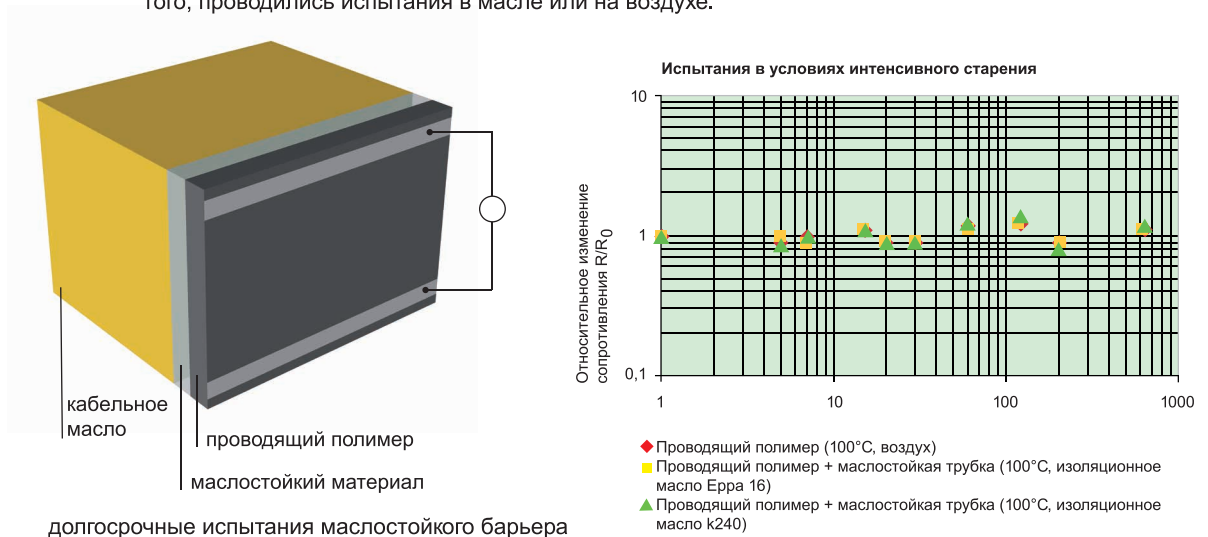 того, проводились испытания в масле или на воздухе.
кабельное
масло
проводящий полимер
маслостойкий материал
долгосрочные испытания маслостойкого барьера
Испытания в условиях интенсивного старения
Относительное изменение
сопротивления R/R0
10
1
0,1
1
10
100
1000
Проводящий полимер (100°C, воздух)
Проводящий полимер + маслостойкая трубка (100°C, изоляционное
масло Eppa 16)
Проводящий полимер + маслостойкая трубка (100°C, изоляционное
масло k240)